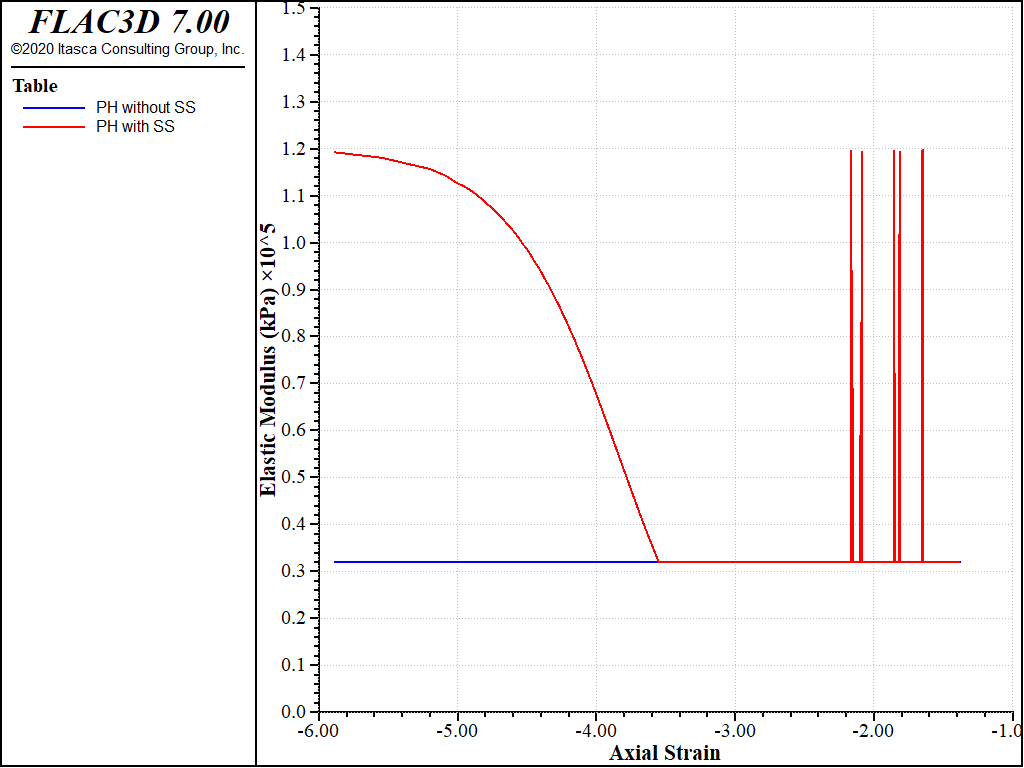 FLAC3D 7.00
©2020 Itasca Consulting Group, Inc.
Table
PH without SS
PH with SS
Elastic Modulus (kPa) ×10^5
1.5
1.4
1.3
1.2
1.1
1.0
0.9
0.8
0.7
0.6
0.5
0.4
0.3
0.2
0.1
0.0
-6.00 -5.00 -4.00 -3.00 -2.00 -1.0
Axial Strain